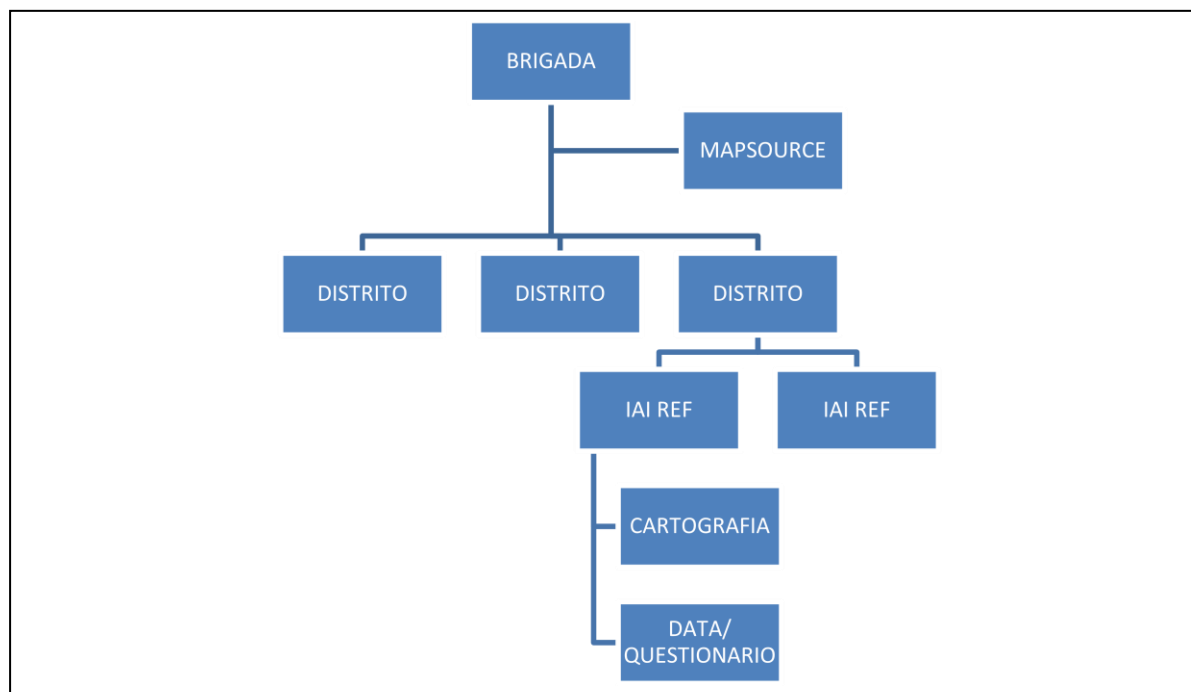 BRIGADA
MAPSOURCE
DISTRITO
DISTRITO
DISTRITO
IAI REF
IAI REF
CARTOGRAFIA
DATA/
QUESTIONARIO